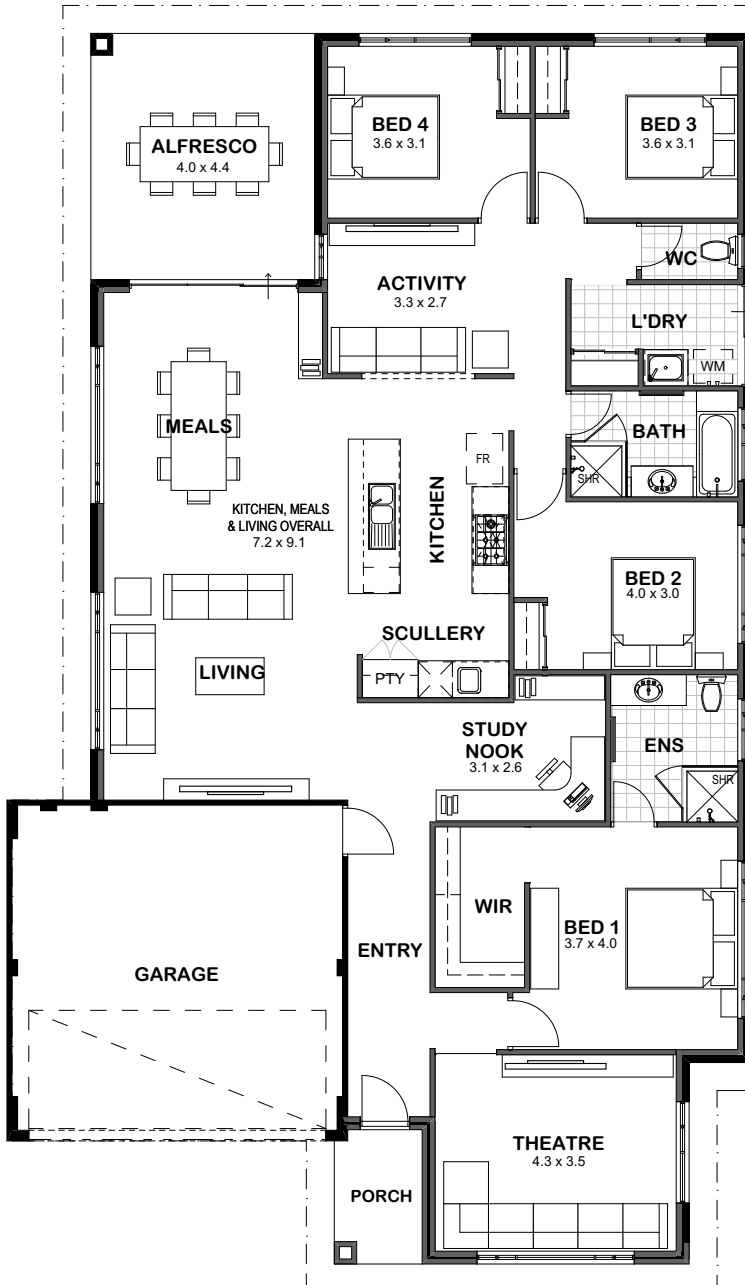 ALFRESCO
4.0 x 4.4
BED 4
3.6 x 3.1
BED 3
3.6 x 3.1
WC
ACTIVITY
3.3 x 2.7
L'DRY
WM
MEALS
BATH
SHR
FR
KITCHEN
KITCHEN, MEALS
& LIVING OVERALL
7.2 x 9.1
BED 2
4.0 x 3.0
SCULLERY
PTY
LIVING
STUDY
NOOK
3.1 x 2.6
ENS
SHR
WIR
BED 1
3.7 x 4.0
ENTRY
GARAGE
THEATRE
4.3 x 3.5
PORCH